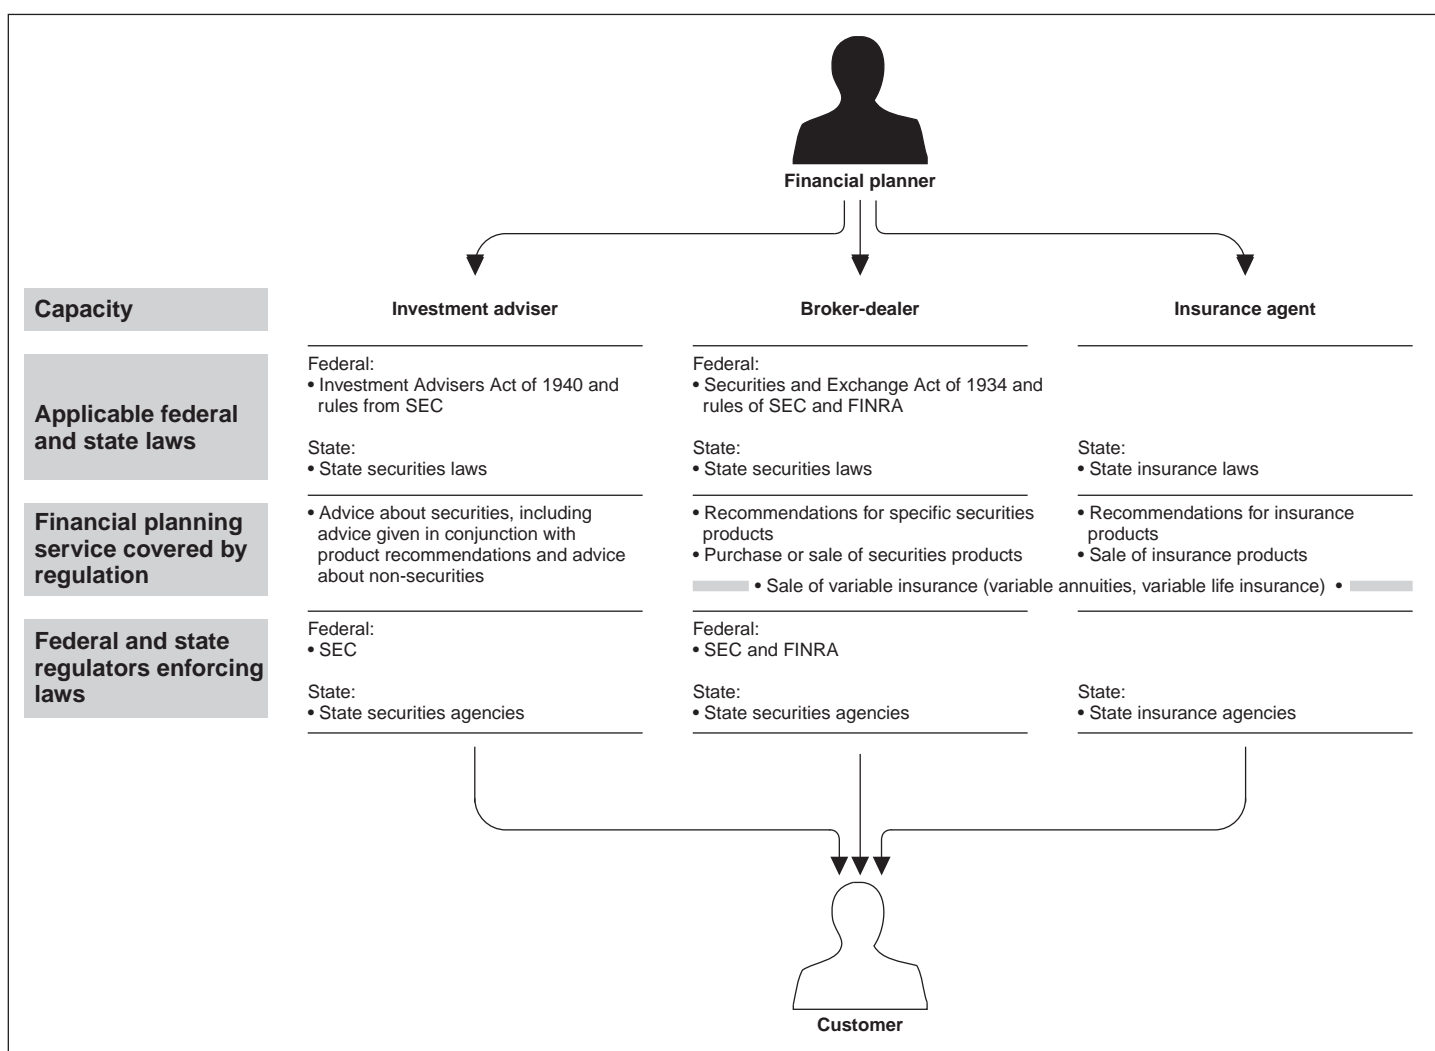 Financial planner
Capacity
Investment adviser
Broker-dealer
Insurance agent
Applicable federal
and state laws
Federal:
• Investment Advisers Act of 1940 and
rules from SEC
State:
• State securities laws
Federal:
• Securities and Exchange Act of 1934 and
rules of SEC and FINRA
State:
• State securities laws
State:
• State insurance laws
Financial planning
service covered by
regulation
• Advice about securities, including
advice given in conjunction with
product recommendations and advice
about non-securities
• Recommendations for specific securities
products
• Purchase or sale of securities products
• Recommendations for insurance
products
• Sale of insurance products
• Sale of variable insurance (variable annuities, variable life insurance) •
Federal and state
regulators enforcing
laws
Federal:
• SEC
State:
• State securities agencies
Federal:
• SEC and FINRA
State:
• State securities agencies
State:
• State insurance agencies
Customer